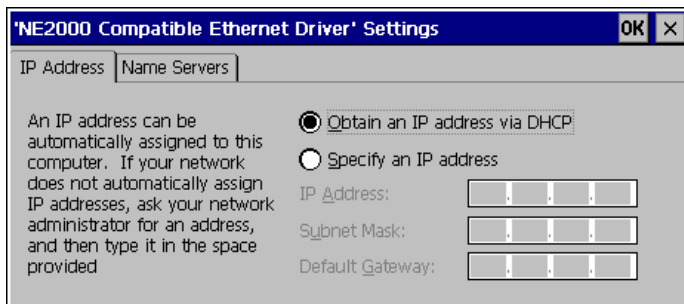 'NE2000 Compatible Ethernet Driver' Settings OK ×
IP Address Name Servers
An IP address can be
automatically assigned to this
computer. If your network
does not automatically assign
IP addresses, ask your network
administrator for an address,
and then type it in the space
provided
Obtain an IP address via DHCP
Specify an IP address
IP Address:
Subnet Mask:
Default Gateway: